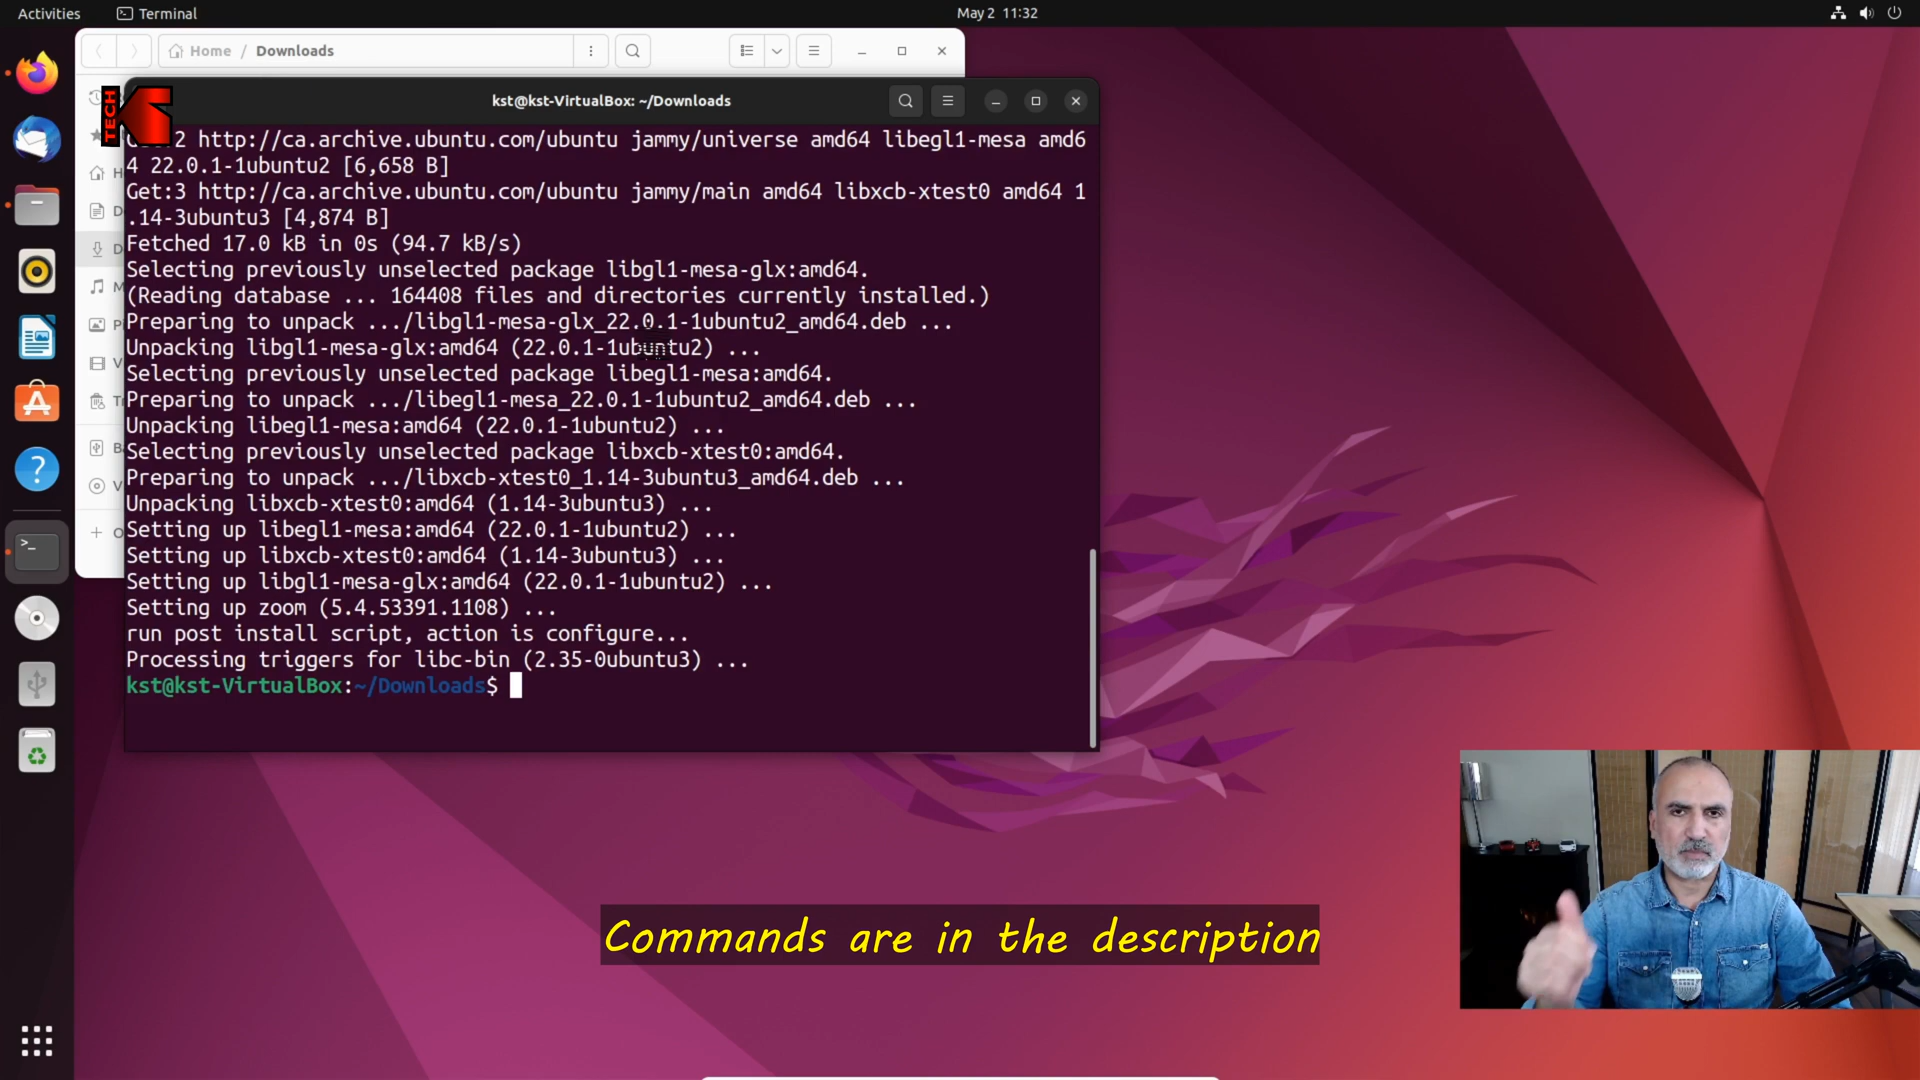 Activities
Terminal
May 2 11:32
Home / Downloads
kst@kst-VirtualBox: ~/Downloads
TECH
2 http://ca.archive.ubuntu.com/ubuntu jammy/universe amd64 libegl1-mesa amd6
4 22.0.1-1ubuntu2 [6,658 B]
Get:3 http://ca.archive.ubuntu.com/ubuntu jammy/main amd64 libxcb-xtest0 amd64 1
.14-3ubuntu3 [4,874 B]
Fetched 17.0 kB in 0s (94.7 kB/s)
Selecting previously unselected package libgl1-mesa-glx:amd64.
(Reading database ... 164408 files and directories currently installed.)
Preparing to unpack .../libgl1-mesa-glx_22.0.1-1ubuntu2_amd64.deb ...
Unpacking libgl1-mesa-glx:amd64 (22.0.1-1ubuntu2) ...
Selecting previously unselected package libegl1-mesa:amd64.
Preparing to unpack .../libegl1-mesa_22.0.1-1ubuntu2_amd64.deb ...
Unpacking libegl1-mesa:amd64 (22.0.1-1ubuntu2) ...
Selecting previously unselected package libxcb-xtest0:amd64.
Preparing to unpack .../libxcb-xtest0_1.14-3ubuntu3_amd64.deb ...
Unpacking libxcb-xtest0:amd64 (1.14-3ubuntu3) ...
Setting up libegl1-mesa:amd64 (22.0.1-1ubuntu2) ...
Setting up libxcb-xtest0:amd64 (1.14-3ubuntu3) ...
Setting up libgl1-mesa-glx:amd64 (22.0.1-1ubuntu2) ...
Setting up zoom (5.4.53391.1108) ...
run post install script, action is configure...
Processing triggers for libc-bin (2.35-0ubuntu3) ...
kst@kst-VirtualBox:~/Downloads$
Commands are in the description